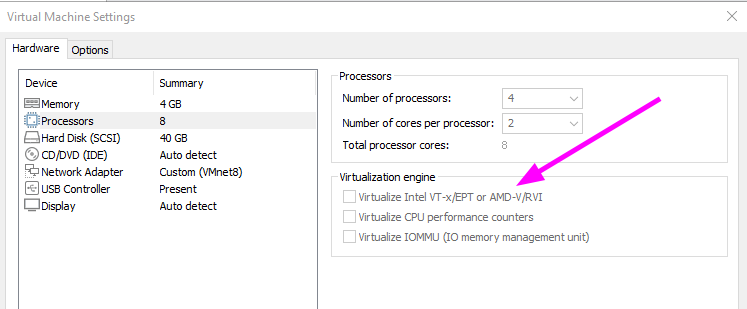 Virtual Machine Settings
Hardware Options
Device Summary
Memory 4 GB
Processors 8
Hard Disk (SCSI) 40 GB
CD/DVD (IDE) Auto detect
Network Adapter Custom (VMnet8)
USB Controller Present
Display Auto detect
Processors
Number of processors: 4
Number of cores per processor: 2
Total processor cores: 8
Virtualization engine
Virtualize Intel VT-x/EPT or AMD-V/RVI
Virtualize CPU performance counters
Virtualize IOMMU (IO memory management unit)